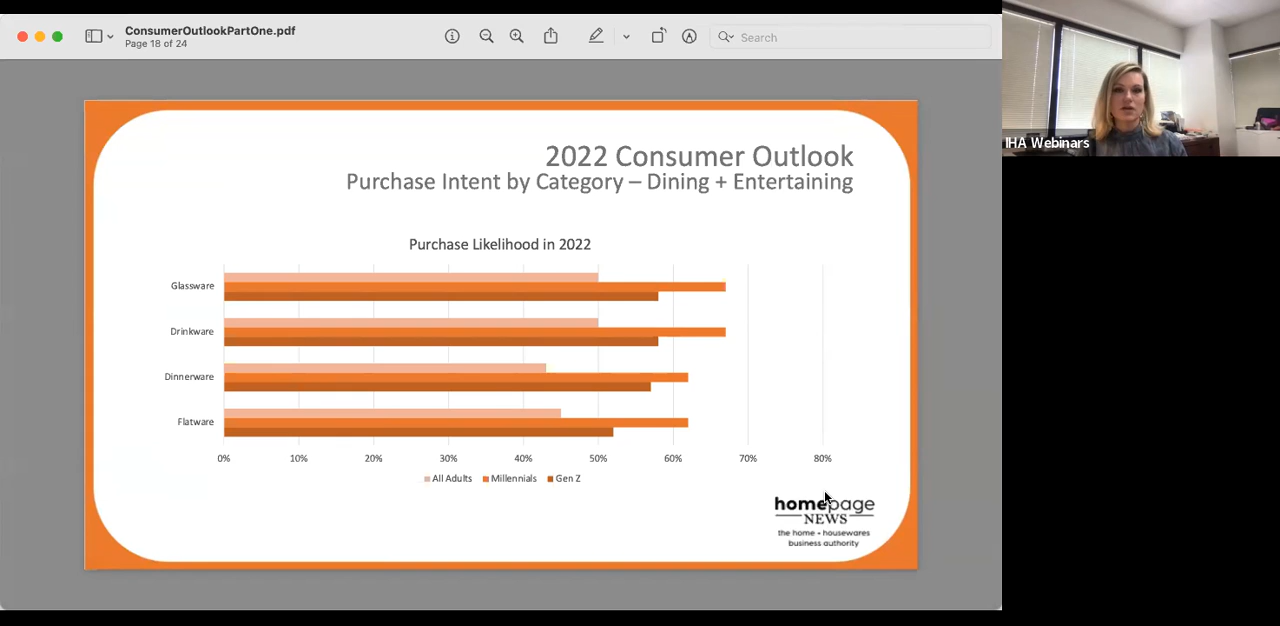 ConsumerOutlookPartOne.pdf
Page 18 of 24
Search
IHA Webinars
2022 Consumer Outlook
Purchase Intent by Category – Dining + Entertaining
Purchase Likelihood in 2022
Glassware
Drinkware
Dinnerware
Flatware
0% 10% 20% 30% 40% 50% 60% 70% 80%
All Adults Millennials Gen Z
homepage
NEWS
the home + housewares
business authority